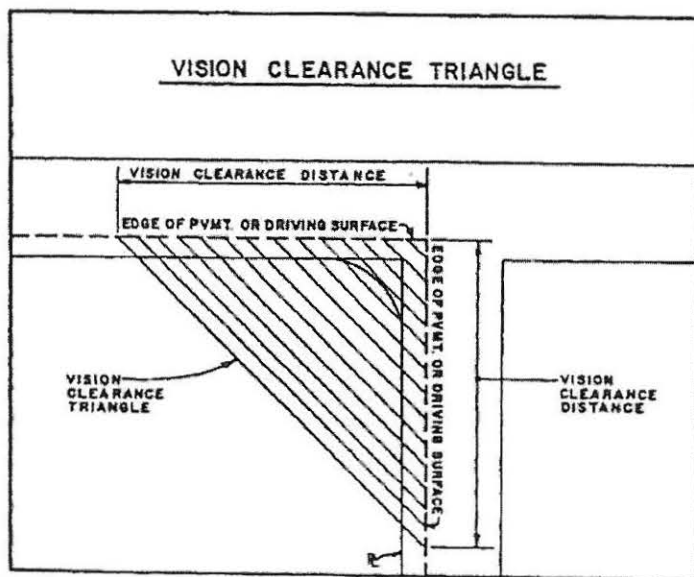 VISION CLEARANCE TRIANGLE
VISION CLEARANCE DISTANCE
EDGE OF PVMT. OR DRIVING SURFACE
EDGE OF PVMT. OR DRIVING SURFACE
VISION
CLEARANCE
TRIANGLE
VISION
CLEARANCE
DISTANCE
PL